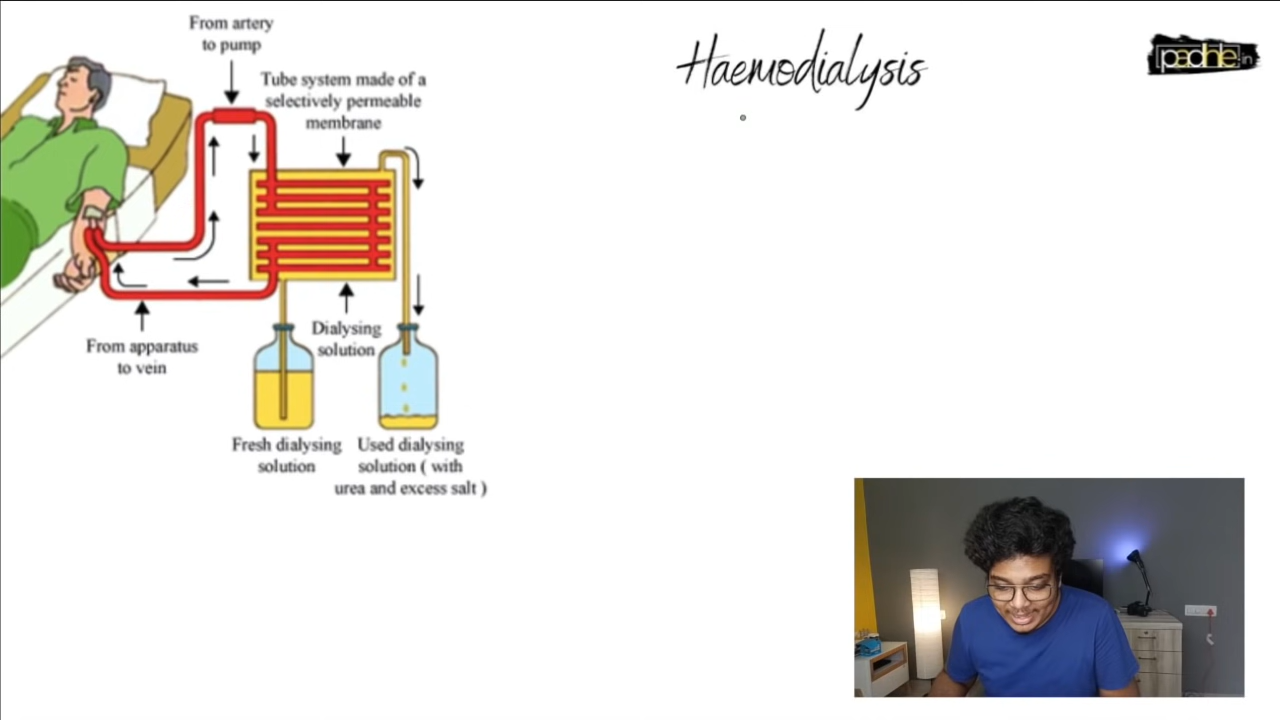 From artery
to pump
Tube system made of a
selectively permeable
membrane
Haemodialysis
padhle.in
From apparatus
to vein
Dialysing
solution
Fresh dialysing
solution
Used dialysing
solution ( with
urea and excess salt )